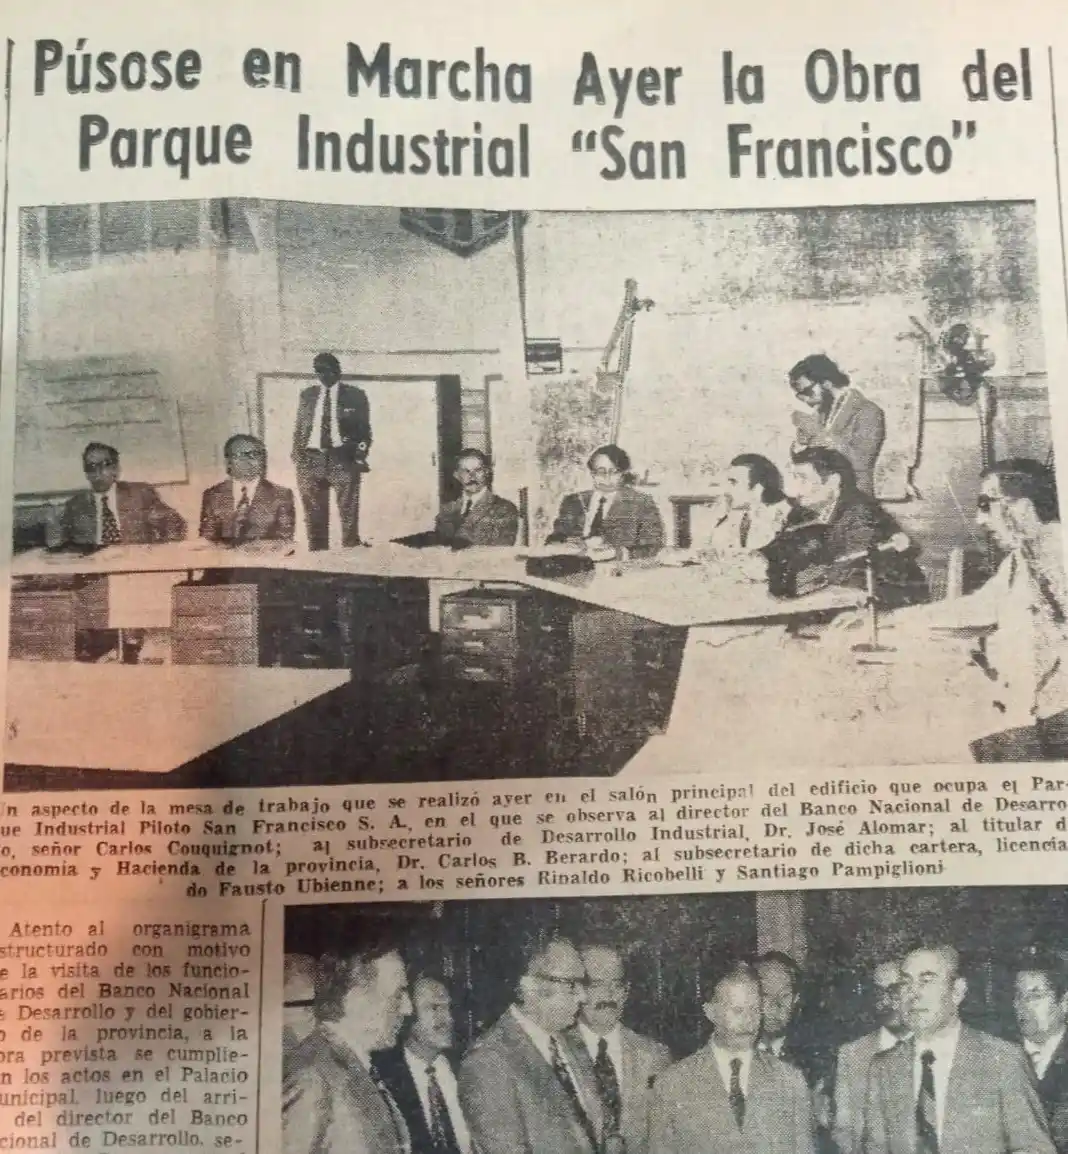 Púsose en Marcha Ayer la Obra del
Parque Industrial "San Francisco"
Un aspecto de la mesa de trabajo que se realizó ayer en el salón principal del edificio que ocupa el Par-
ue Industrial Piloto San Francisco S. A., en el que se observa al director del Banco Nacional de Desarro
o, señor Carlos Couquignot; al subsecretario de Desarrollo Industrial, Dr. José Alomar; al titular d
conomia y Hacienda de la provincia, Dr. Carlos B. Berardo; al subsecretario de dicha cartera, licencia
do Fausto Ubienne; a los señores Rinaldo Ricobelli y Santiago Pampiglioni
Atento al organigrama
structurado con motivo
e la visita de los funcio-
arios del Banco Nacional
e Desarrollo y del gobier-
o de la provincia, a la
ora prevista se cumplie-
n los actos en el Palacio
unicipal, luego del arri-
del director del Banco
cional de Desarrollo, se-